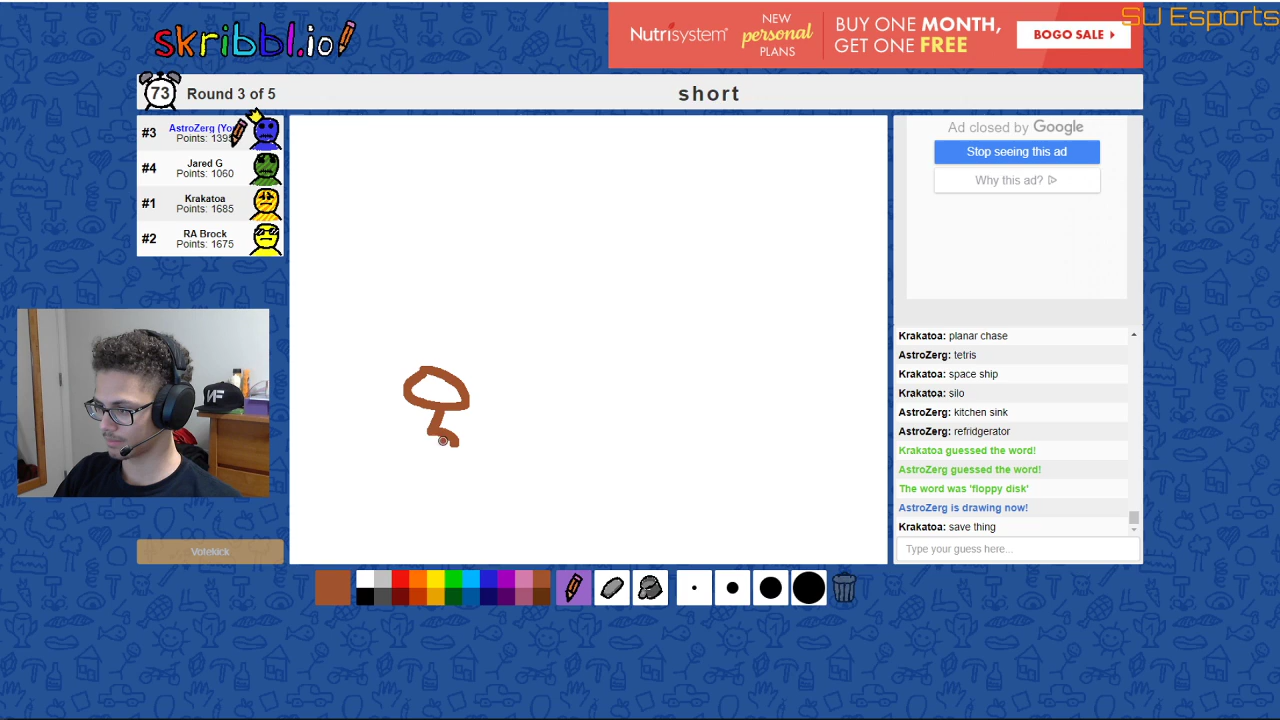 SU Esports
skribbl.io
Nutrisystem
NEW
personal
PLANS
BUY ONE MONTH,
GET ONE FREE
BOGO SALE
73
Round 3 of 5
short
#3
AstroZerg (You
Points: 1395
#4
Jared G
Points: 1060
#1
Krakatoa
Points: 1685
#2
RA Brock
Points: 1675
NF
Votekick
Ad closed by Google
Stop seeing this ad
Why this ad?
Krakatoa: planar chase
AstroZerg: tetris
Krakatoa: space ship
Krakatoa: silo
AstroZerg: kitchen sink
AstroZerg: refridgerator
Krakatoa guessed the word!
AstroZerg guessed the word!
The word was 'floppy disk'
AstroZerg is drawing now!
Krakatoa: save thing
Type your guess here...